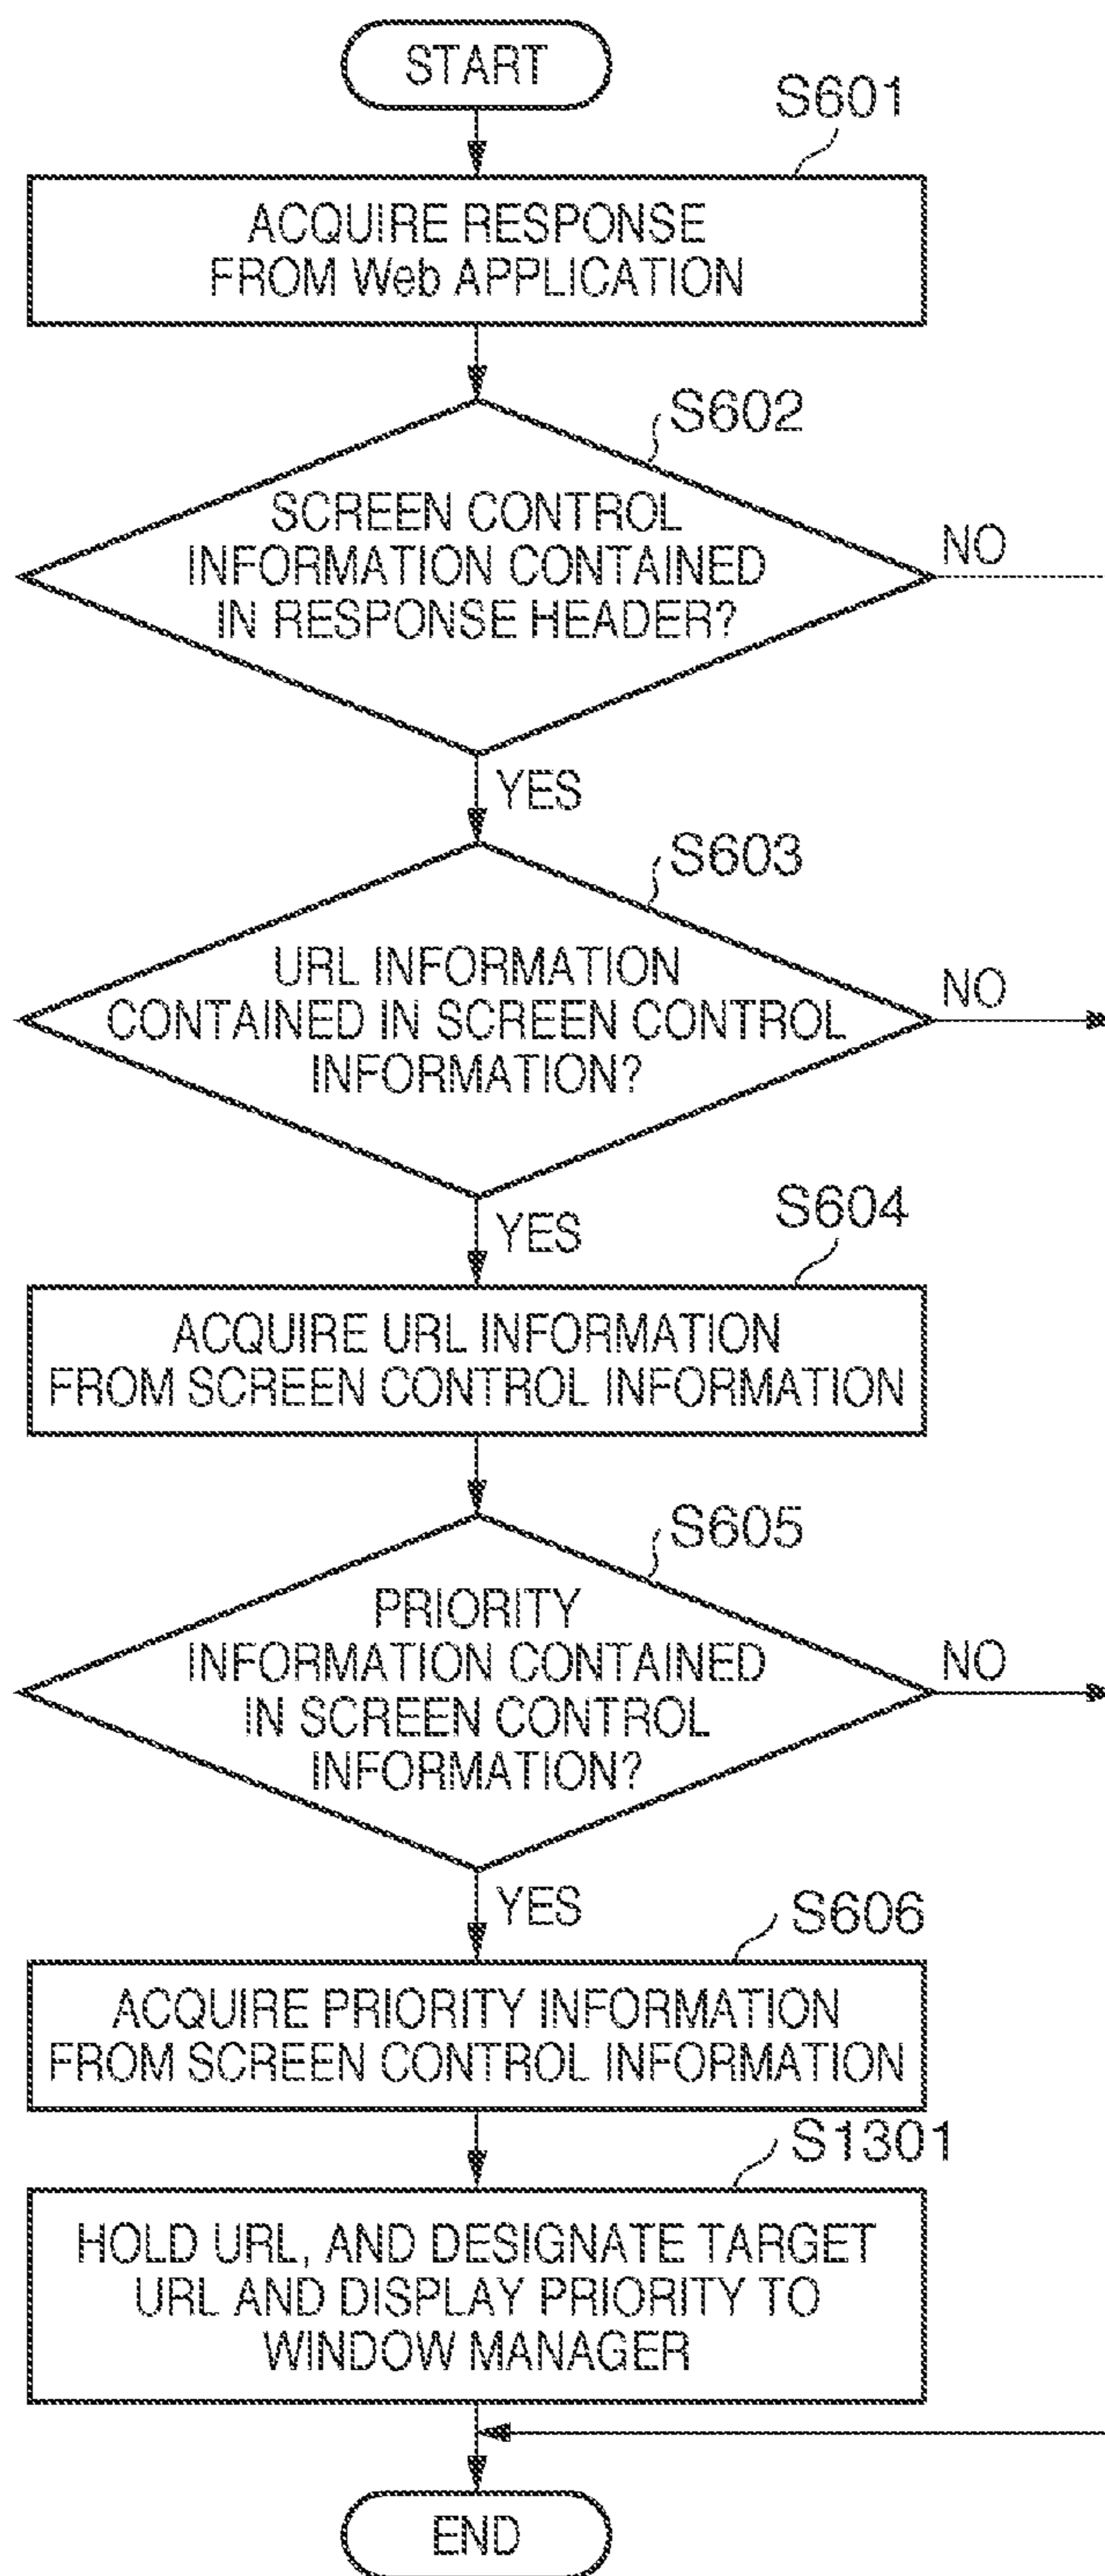 START
S601
ACQUIRE RESPONSE
FROM Web APPLICATION
S602
SCREEN CONTROL
INFORMATION CONTAINED
IN RESPONSE HEADER?
NO
YES
S603
URL INFORMATION
CONTAINED IN SCREEN CONTROL
INFORMATION?
NO
YES
S604
ACQUIRE URL INFORMATION
FROM SCREEN CONTROL INFORMATION
S605
PRIORITY
INFORMATION CONTAINED
IN SCREEN CONTROL
INFORMATION?
NO
YES
S606
ACQUIRE PRIORITY INFORMATION
FROM SCREEN CONTROL INFORMATION
S1301
HOLD URL, AND DESIGNATE TARGET
URL AND DISPLAY PRIORITY TO
WINDOW MANAGER
END